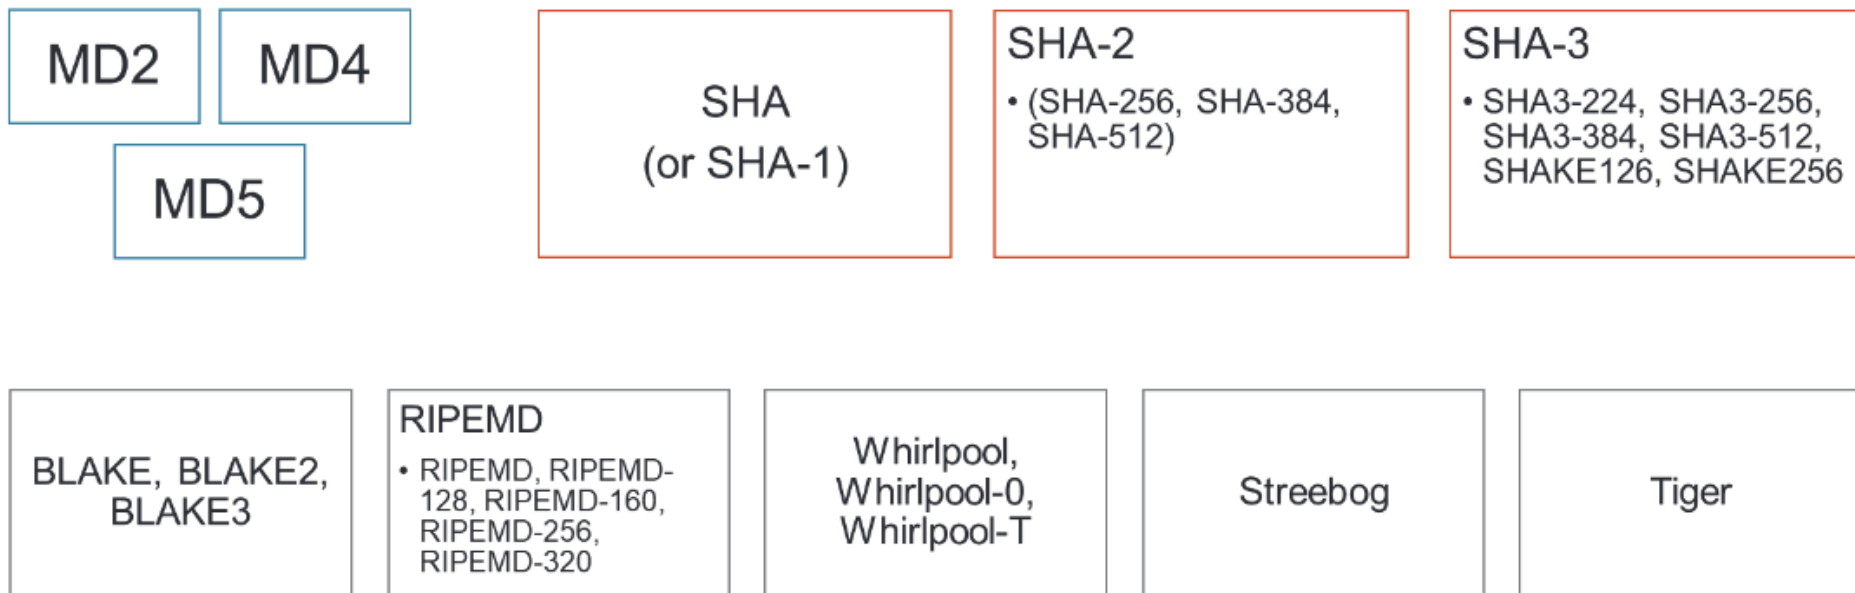 MD2
MD4
MD5
SHA
(or SHA-1)
SHA-2
• (SHA-256, SHA-384,
SHA-512)
SHA-3
• SHA3-224, SHA3-256,
SHA3-384, SHA3-512,
SHAKE126, SHAKE256
BLAKE, BLAKE2,
BLAKE3
RIPEMD
• RIPEMD, RIPEMD-
128, RIPEMD-160,
RIPEMD-256,
RIPEMD-320
Whirlpool,
Whirlpool-0,
Whirlpool-T
Streebog
Tiger